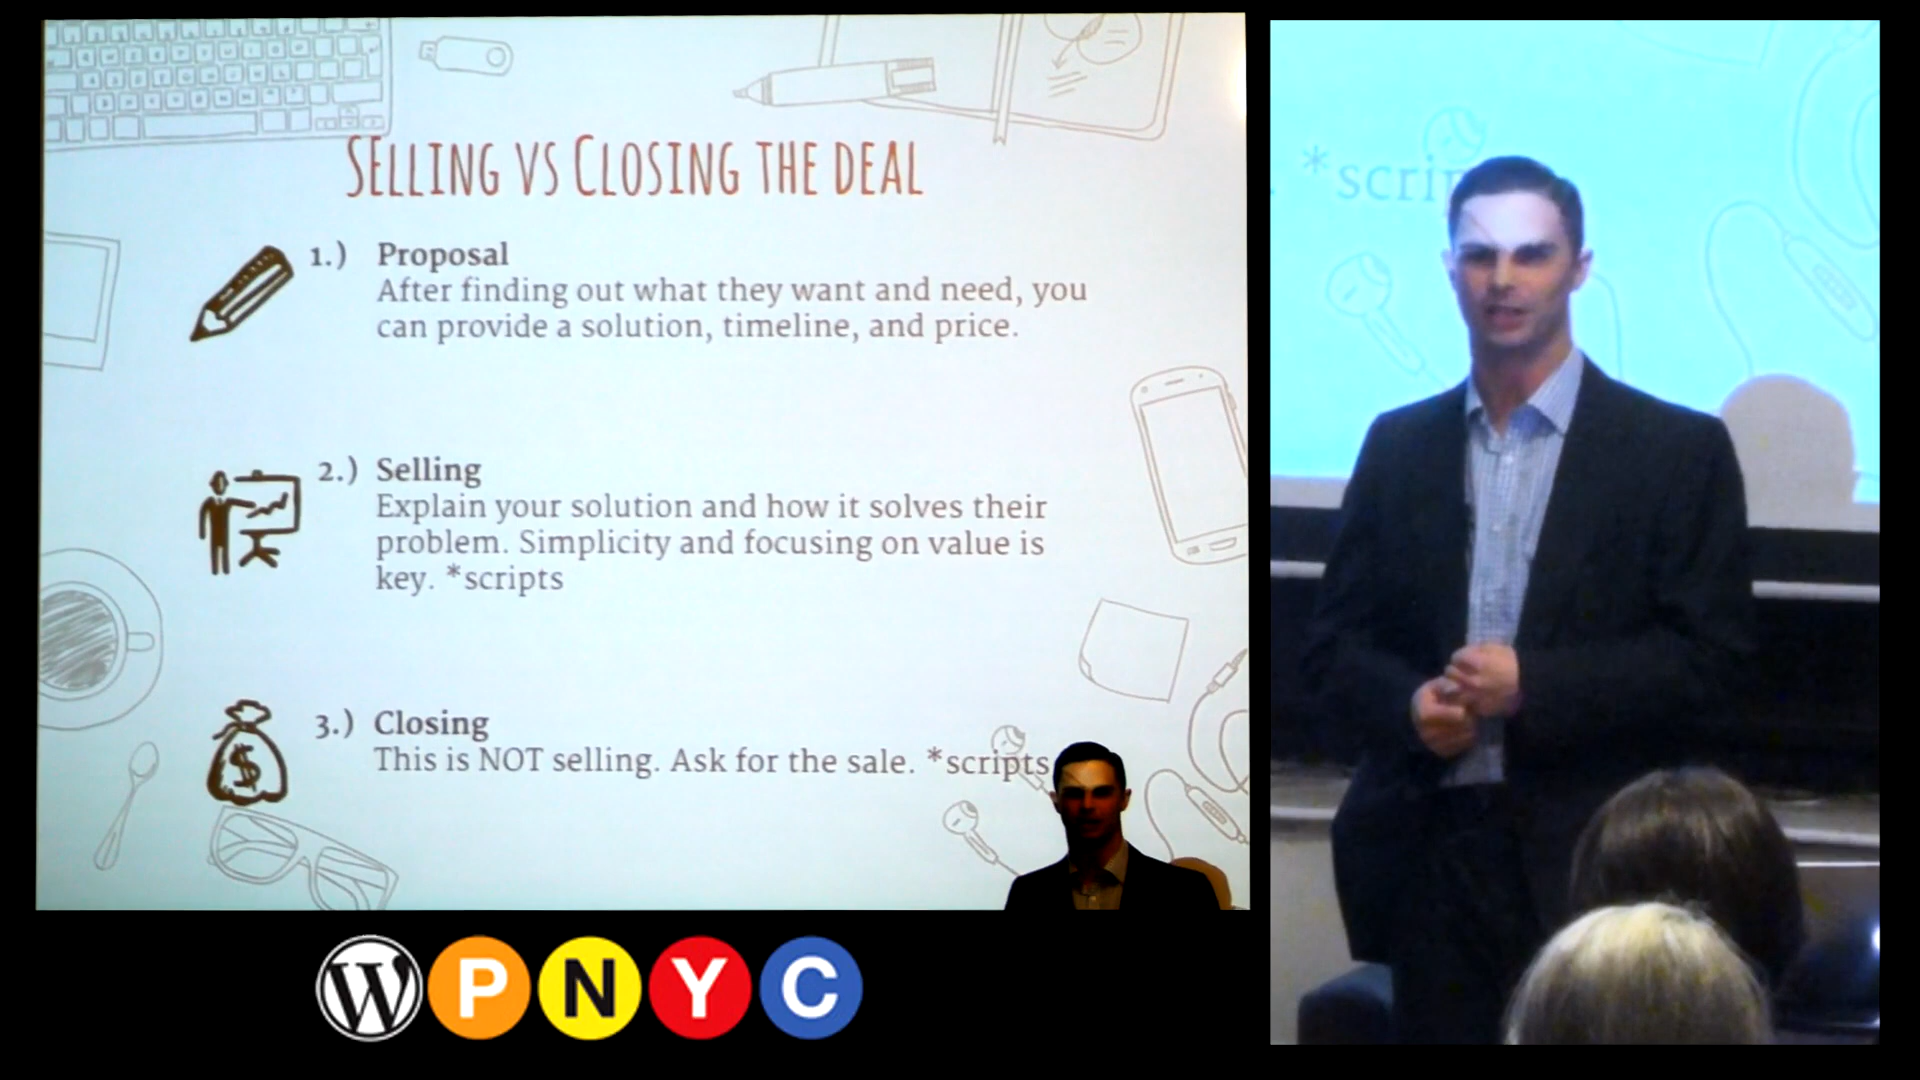 SELLING VS CLOSING THE DEAL
1.) Proposal
After finding out what they want and need, you
can provide a solution, timeline, and price.
2.) Selling
Explain your solution and how it solves their
problem. Simplicity and focusing on value is
key. *scripts
3.) Closing
This is NOT selling. Ask for the sale. *scripts
$
W P N Y C
. *scrip